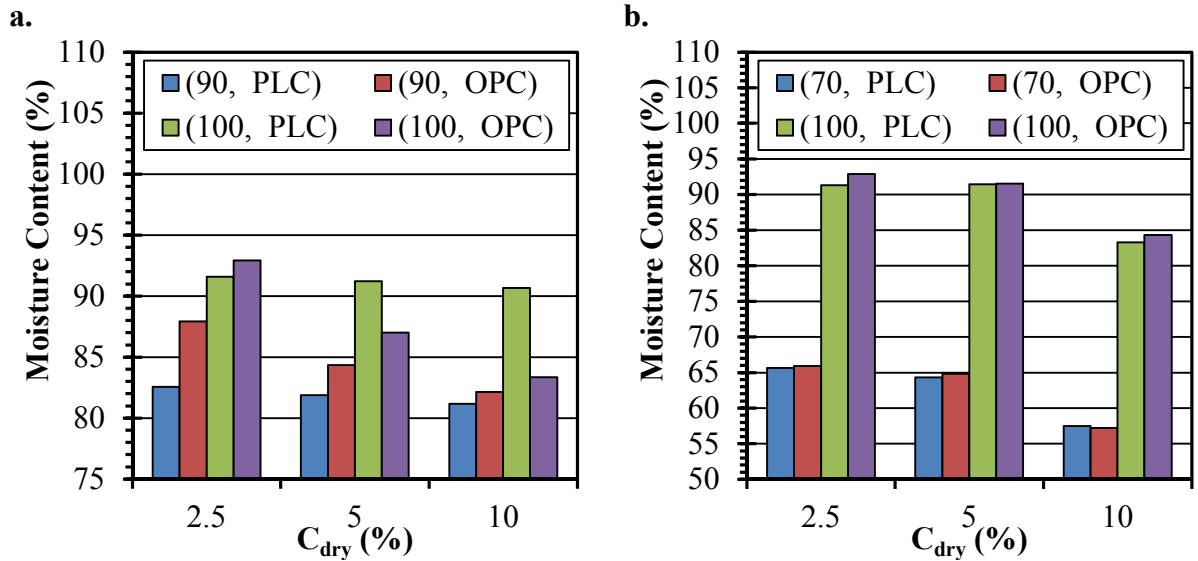 a.
110
105
100
95
90
85
80
75
Moisture Content (%)
(90, PLC) (90, OPC)
(100, PLC) (100, OPC)
2.5 5 10
C_dry (%)
b.
110
105
100
95
90
85
80
75
70
65
60
55
50
Moisture Content (%)
(70, PLC) (70, OPC)
(100, PLC) (100, OPC)
2.5 5 10
C_dry (%)